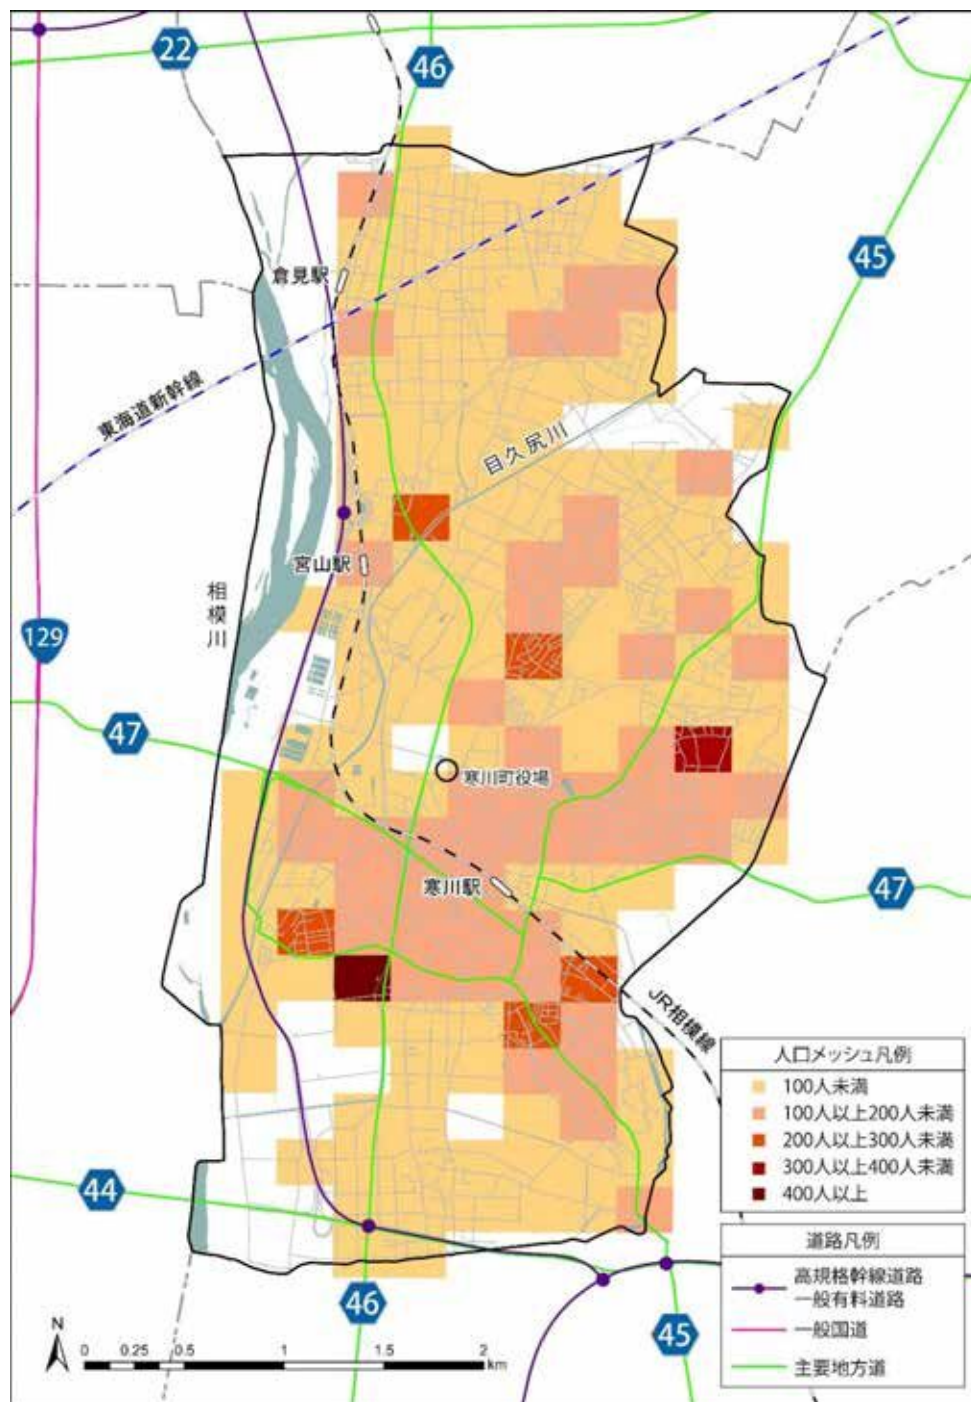 22
46
45
倉見駅
東海道新幹線
目久尻川
宮山駅
相模川
129
47
寒川町役場
寒川駅
47
JR相模線
人口メッシュ凡例
100人未満
100人以上200人未満
200人以上300人未満
300人以上400人未満
400人以上
44
道路凡例
高規格幹線道路
一般有料道路
一般国道
主要地方道
46
45
N
0 0.25 0.5 1 1.5 2
km